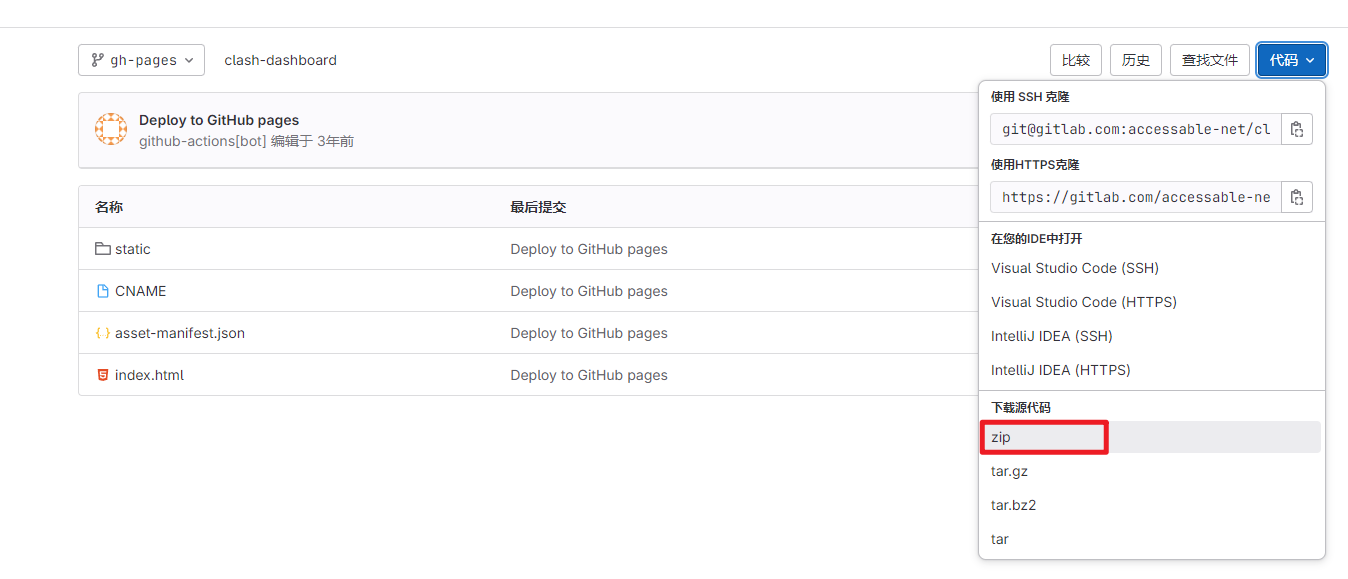 gh-pages clash-dashboard 比较 历史 查找文件 代码
Deploy to GitHub pages
github-actions[bot] 编辑于 3年前
名称 最后提交
static Deploy to GitHub pages
CNAME Deploy to GitHub pages
asset-manifest.json Deploy to GitHub pages
index.html Deploy to GitHub pages
使用 SSH 克隆
git@gitlab.com:accessable-net/cl
使用HTTPS克隆
https://gitlab.com/accessable-ne
在您的IDE中打开
Visual Studio Code (SSH)
Visual Studio Code (HTTPS)
IntelliJ IDEA (SSH)
IntelliJ IDEA (HTTPS)
下载源代码
zip
tar.gz
tar.bz2
tar